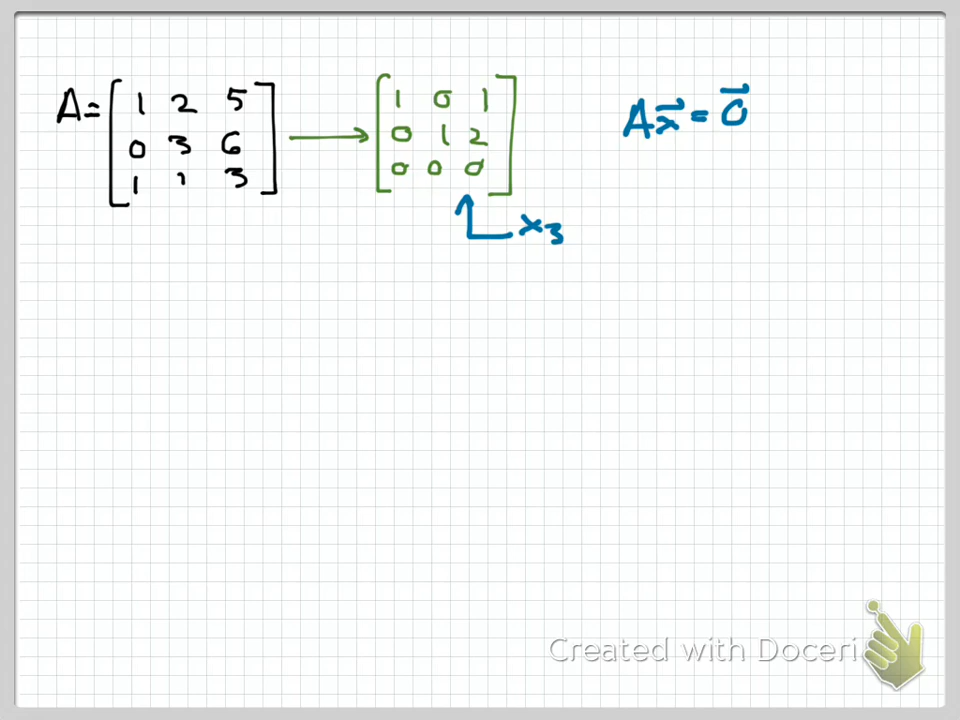 A = [ 1 2 5 ] → [ 1 0 1 ] Ax⃗ = 0⃗
[ 0 3 6 ] [ 0 1 2 ]
[ 1 1 3 ] [ 0 0 0 ]
x₃
Created with Doceri